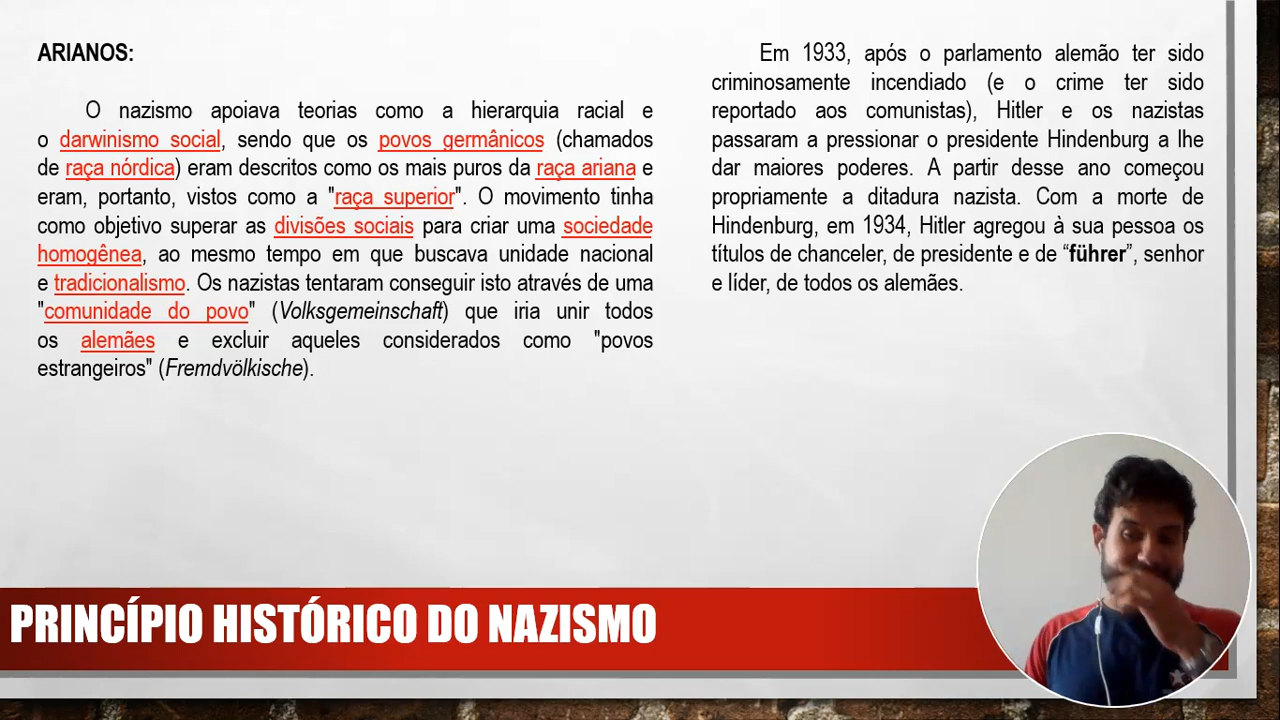 ARIANOS:
O nazismo apoiava teorias como a hierarquia racial e
o darwinismo social, sendo que os povos germânicos (chamados
de raça nórdica) eram descritos como os mais puros da raça ariana e
eram, portanto, vistos como a "raça superior". O movimento tinha
como objetivo superar as divisões sociais para criar uma sociedade
homogênea, ao mesmo tempo em que buscava unidade nacional
e tradicionalismo. Os nazistas tentaram conseguir isto através de uma
"comunidade do povo" (Volksgemeinschaft) que iria unir todos
os alemães e excluir aqueles considerados como "povos
estrangeiros" (Fremdvölkische).
Em 1933, após o parlamento alemão ter sido
criminosamente incendiado (e o crime ter sido
reportado aos comunistas), Hitler e os nazistas
passaram a pressionar o presidente Hindenburg a lhe
dar maiores poderes. A partir desse ano começou
propriamente a ditadura nazista. Com a morte de
Hindenburg, em 1934, Hitler agregou à sua pessoa os
títulos de chanceler, de presidente e de “führer”, senhor
e líder, de todos os alemães.
PRINCÍPIO HISTÓRICO DO NAZISMO